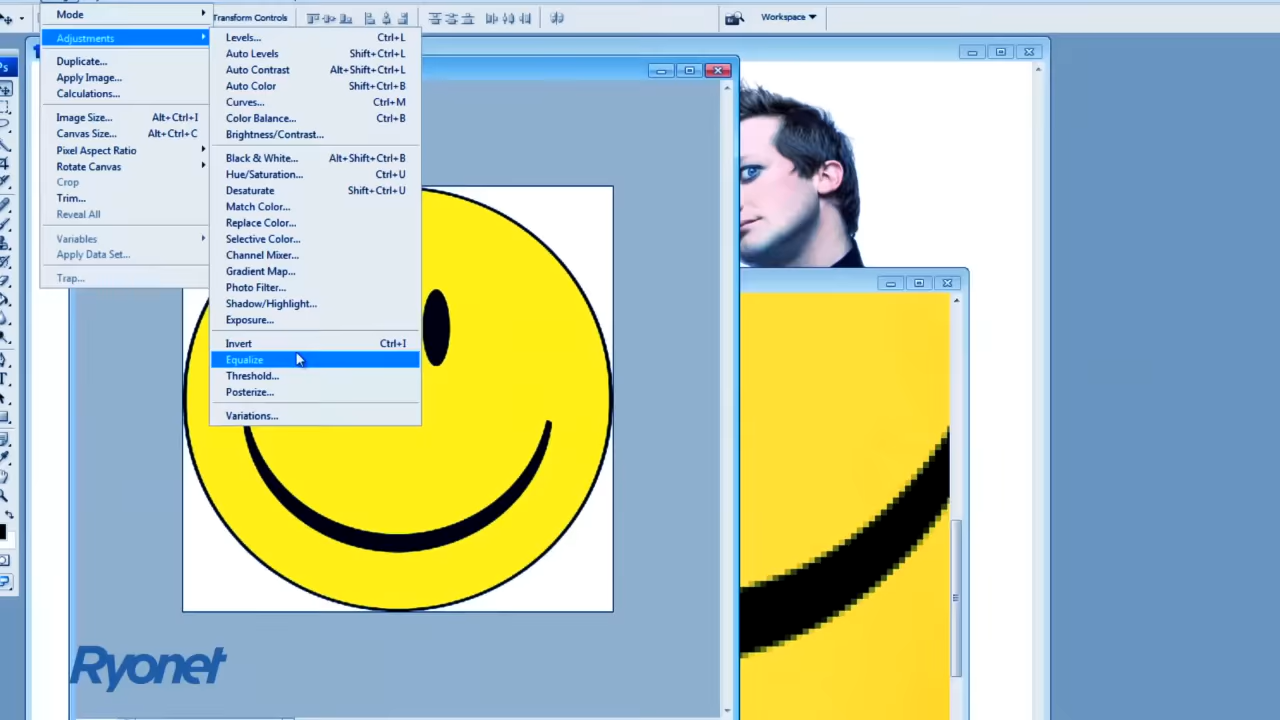 Mode
Transform Controls
Workspace
Adjustments
Duplicate...
Apply Image...
Calculations...
Image Size... Alt+Ctrl+I
Canvas Size... Alt+Ctrl+C
Pixel Aspect Ratio
Rotate Canvas
Crop
Trim...
Reveal All
Variables
Apply Data Set...
Trap...
Levels... Ctrl+L
Auto Levels Shift+Ctrl+L
Auto Contrast Alt+Shift+Ctrl+L
Auto Color Shift+Ctrl+B
Curves... Ctrl+M
Color Balance... Ctrl+B
Brightness/Contrast...
Black & White... Alt+Shift+Ctrl+B
Hue/Saturation... Ctrl+U
Desaturate Shift+Ctrl+U
Match Color...
Replace Color...
Selective Color...
Channel Mixer...
Gradient Map...
Photo Filter...
Shadow/Highlight...
Exposure...
Invert Ctrl+I
Equalize
Threshold...
Posterize...
Variations...
Ryonet